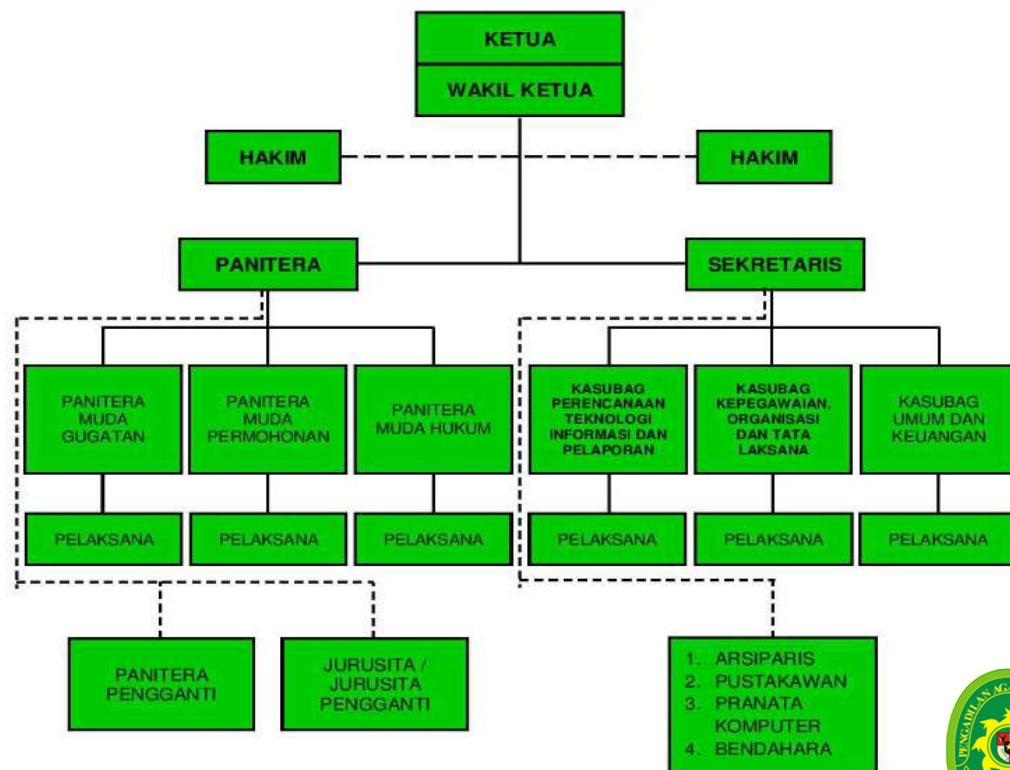 KETUA
WAKIL KETUA
HAKIM
HAKIM
PANITERA
SEKRETARIS
PANITERA
MUDA
GUGATAN
PANITERA
MUDA
PERMOHONAN
PANITERA
MUDA HUKUM
KASUBAG
PERENCANAAN
TEKNOLOGI
INFORMASI DAN
PELAPORAN
KASUBAG
KEPEGAWAIAN,
ORGANISASI
DAN TATA
LAKSANA
KASUBAG
UMUM DAN
KEUANGAN
PELAKSANA
PELAKSANA
PELAKSANA
PELAKSANA
PELAKSANA
PELAKSANA
PANITERA
PENGGANTI
JURUSITA /
JURUSITA
PENGGANTI
1. ARSIPARIS
2. PUSTAKAWAN
3. PRANATA
KOMPUTER
4. BENDAHARA
PENGADILAN